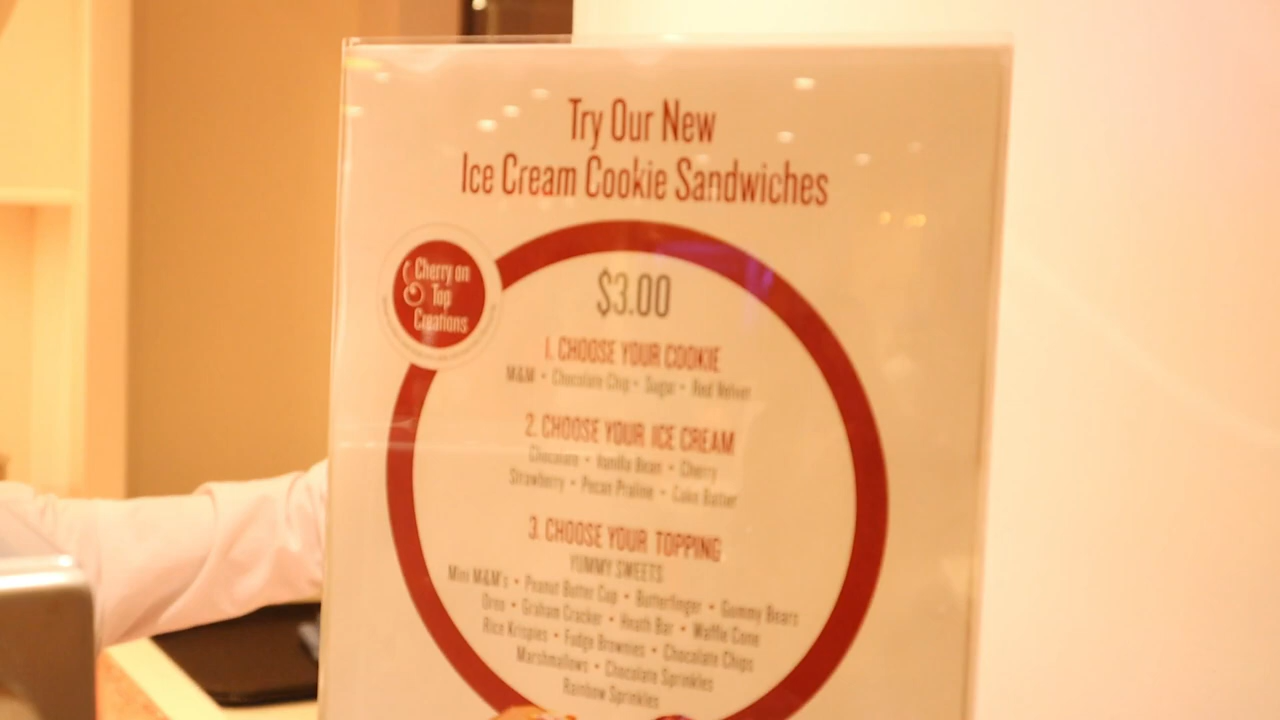 Try Our New
Ice Cream Cookie Sandwiches
Cherry on
Top
Creations
$3.00
1. CHOOSE YOUR COOKIE
M&M • Chocolate Chip • Sugar • Red Velvet
2. CHOOSE YOUR ICE CREAM
Chocolate • Vanilla Bean • Cherry
Strawberry • Pecan Praline • Cake Batter
3. CHOOSE YOUR TOPPING
YUMMY SWEETS
Mini M&M's • Peanut Butter Cup • Butterfinger • Gummy Bears
Oreo • Graham Cracker • Heath Bar • Waffle Cone
Rice Krispies • Fudge Brownies • Chocolate Chips
Marshmallows • Chocolate Sprinkles
Rainbow Sprinkles